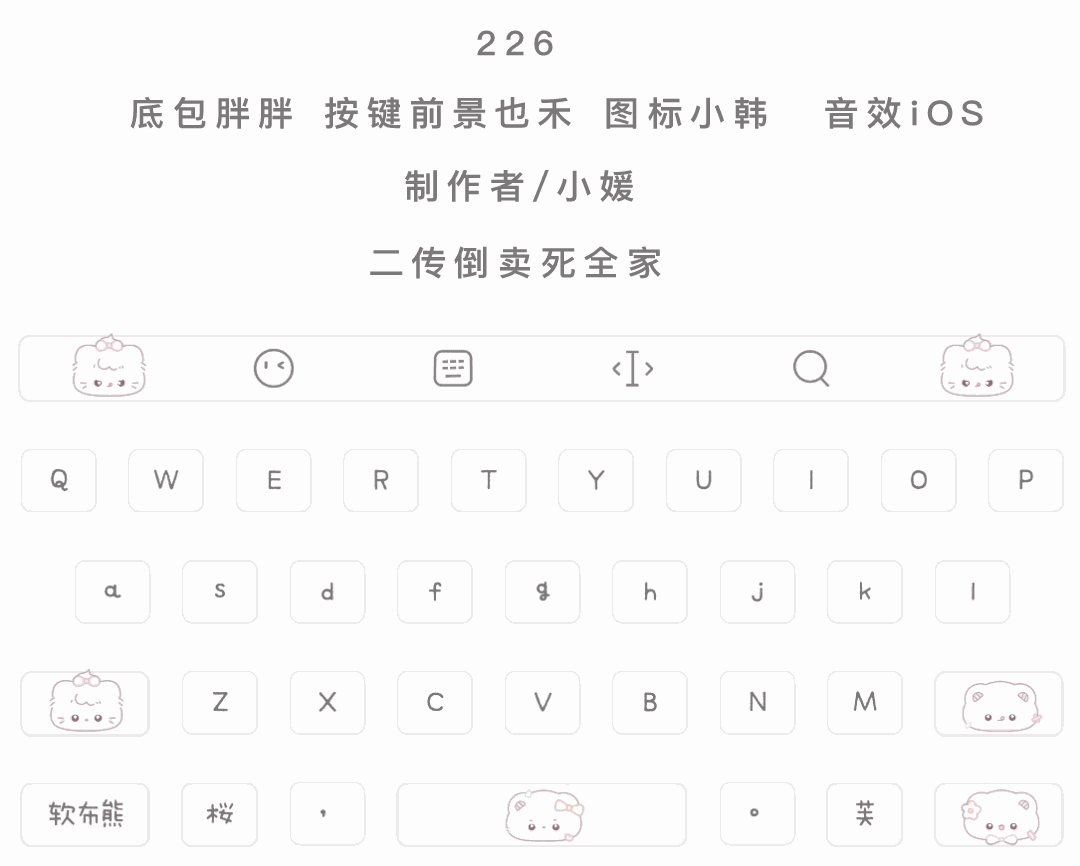 226
底包胖胖 按键前景也禾 图标小韩 音效iOS
制作者/小媛
二传倒卖死全家
Q W E R T Y U I O P
a s d f g h j k l
Z X C V B N M
软布熊 桜 , 。 芙